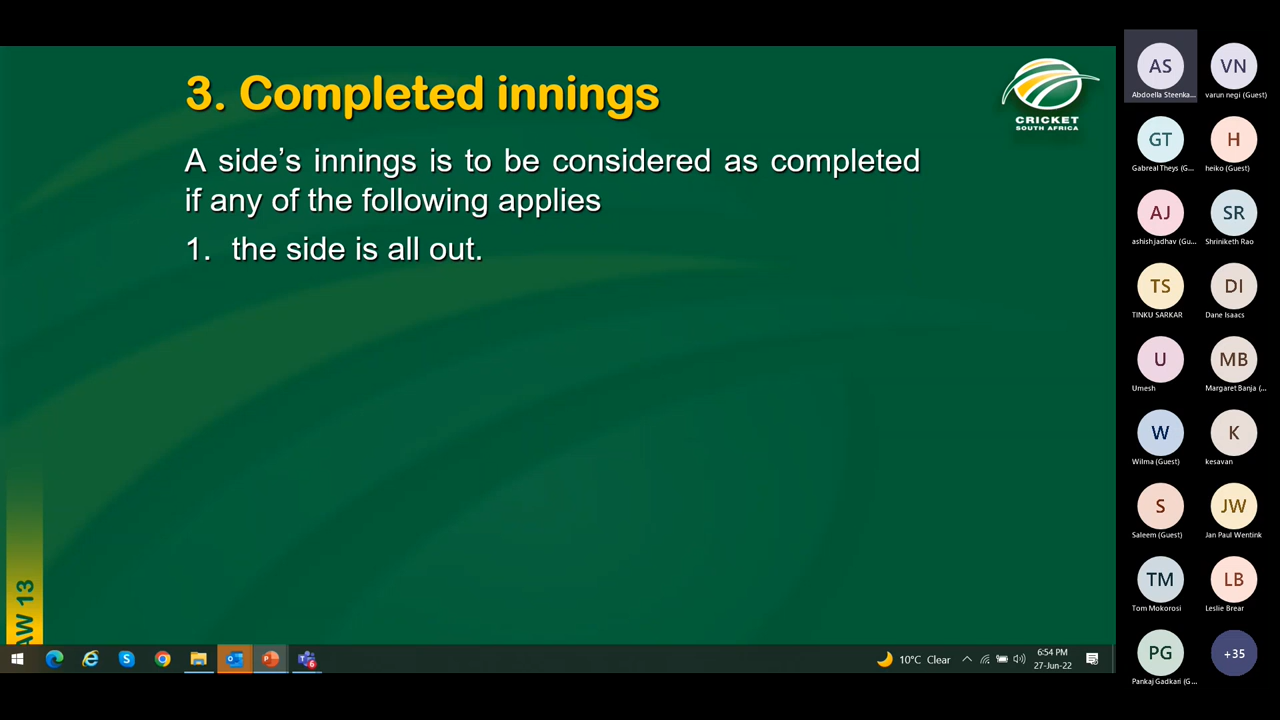 3. Completed innings
CRICKET
SOUTH AFRICA
A side's innings is to be considered as completed
if any of the following applies
1. the side is all out.
AW 13
AS
Abdoella Steenka...
VN
varun negi (Guest)
GT
Gabreal Theys (G...
H
heiko (Guest)
AJ
ashish jadhav (Gu...
SR
Shriniketh Rao
TS
TINKU SARKAR
DI
Dane Isaacs
U
Umesh
MB
Margaret Banja (...
W
Wilma (Guest)
K
kesavan
S
Saleem (Guest)
JW
Jan Paul Wentink
TM
Tom Mokorosi
LB
Leslie Brear
PG
Pankaj Gadkari (G...
+35
10°C Clear
6:54 PM
27-Jun-22
6